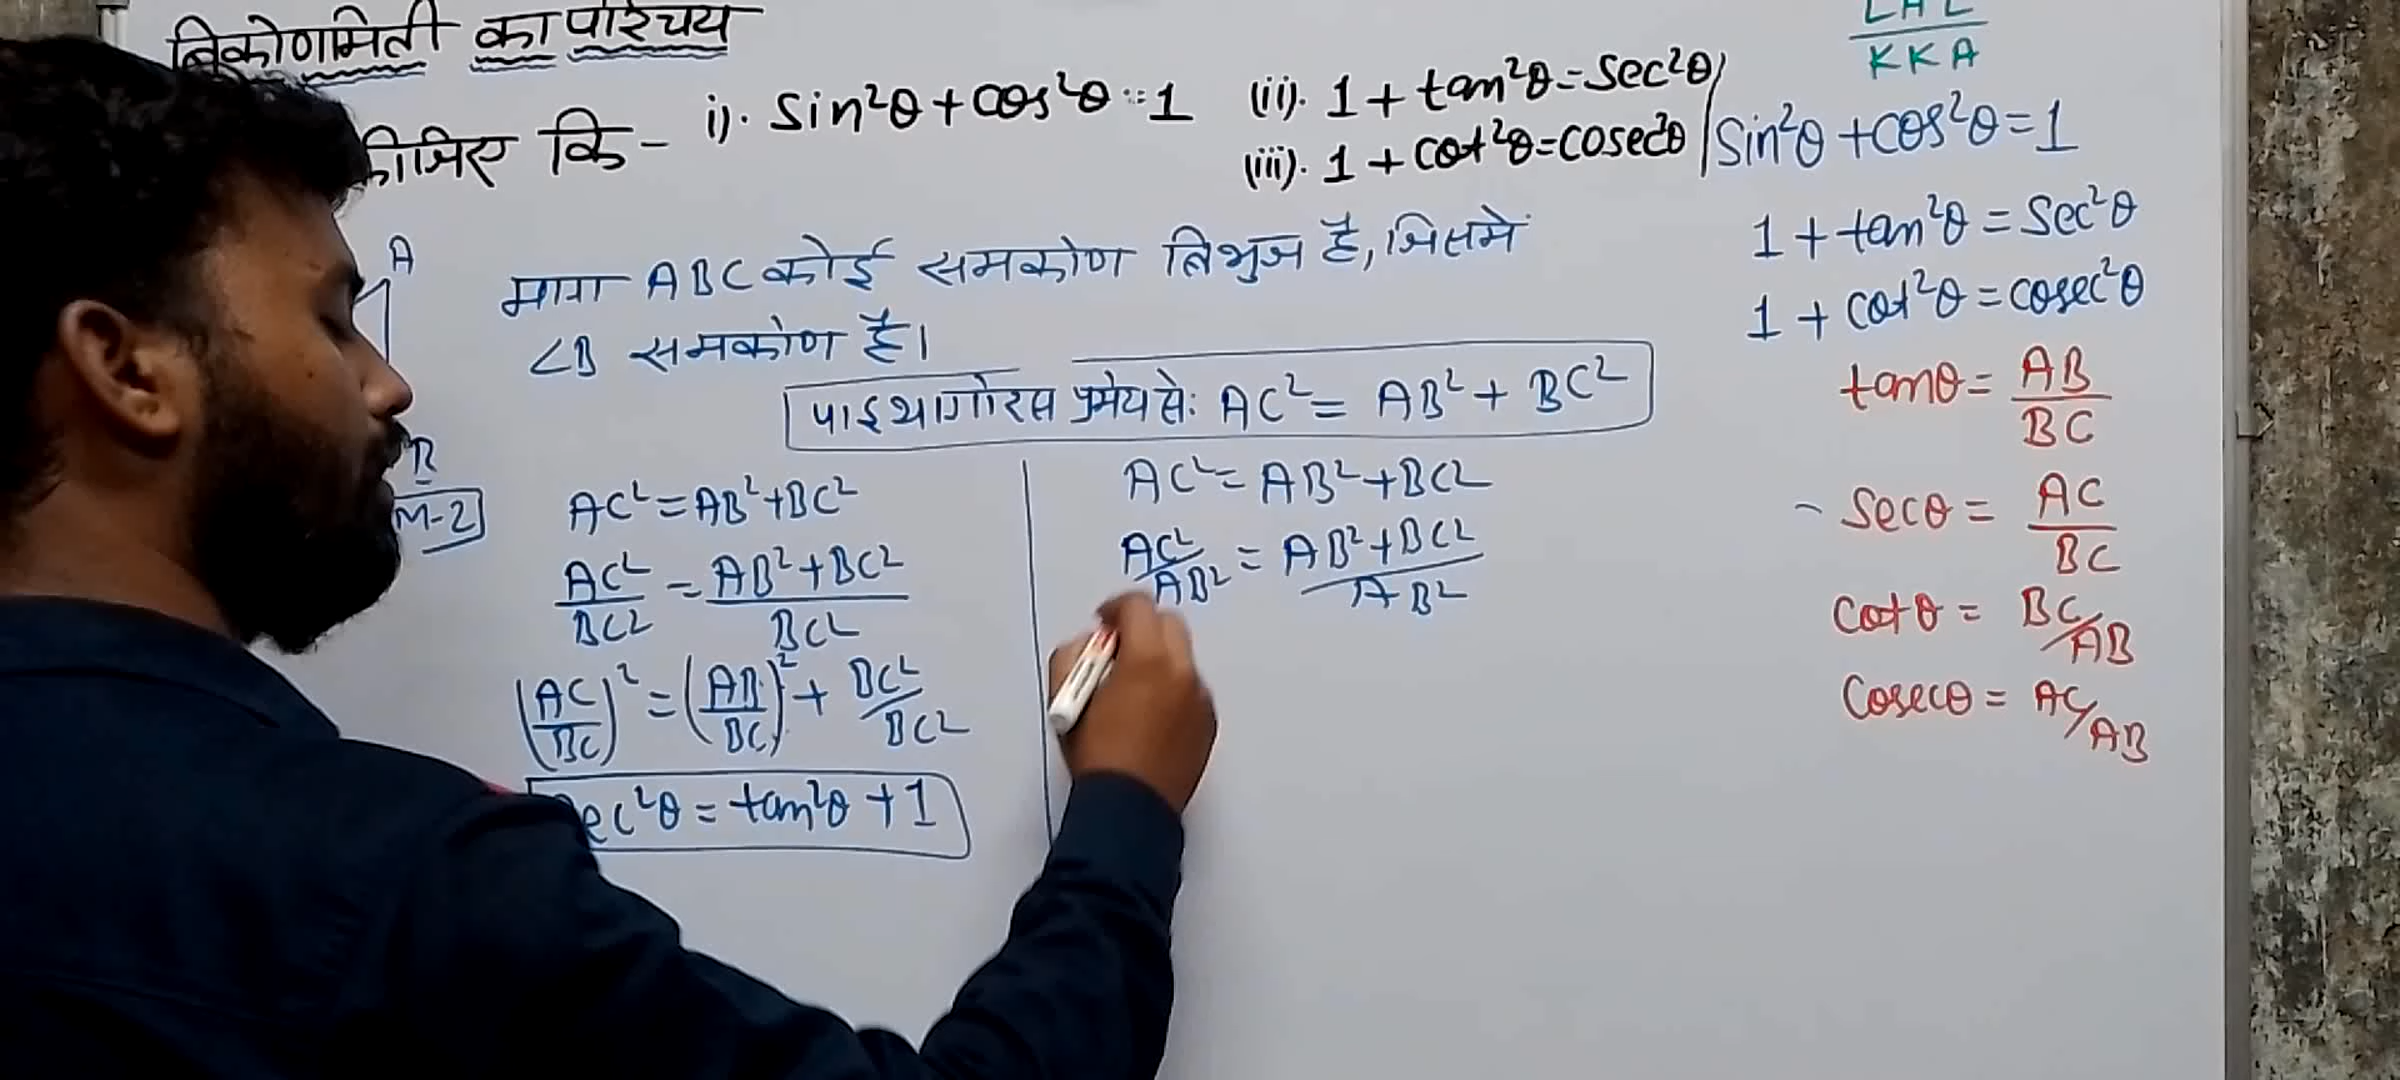 त्रिकोणमिती का परिचय
कीजिए कि- i). sin²θ + cos²θ = 1 (ii). 1 + tan²θ = sec²θ
(iii). 1 + cot²θ = cosec²θ
LAL
KKA
sin²θ + cos²θ = 1
1 + tan²θ = sec²θ
1 + cot²θ = cosec²θ
tanθ = AB/BC
secθ = AC/BC
cotθ = BC/AB
cosecθ = AC/AB
A
B
M-2
माना ABC कोई समकोण त्रिभुज है, जिसमें
∠B समकोण है।
पाइथागोरस प्रमेय से: AC² = AB² + BC²
AC² = AB² + BC²
AC²/BC² = AB² + BC²/BC²
(AC/BC)² = (AB/BC)² + BC²/BC²
sec²θ = tan²θ + 1
AC² = AB² + BC²
AC²/AB² = AB² + BC²/AB²